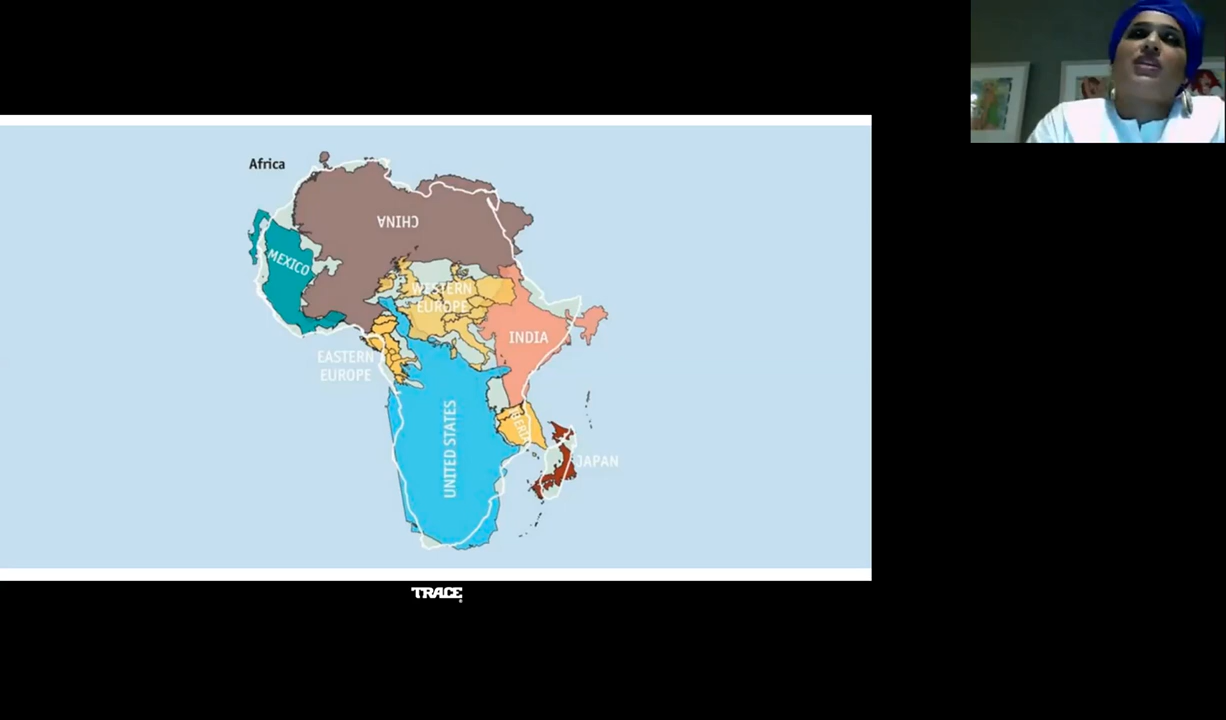 Africa
CHINA
MEXICO
WESTERN
EUROPE
INDIA
EASTERN
EUROPE
UNITED STATES
JAPAN
TRACE